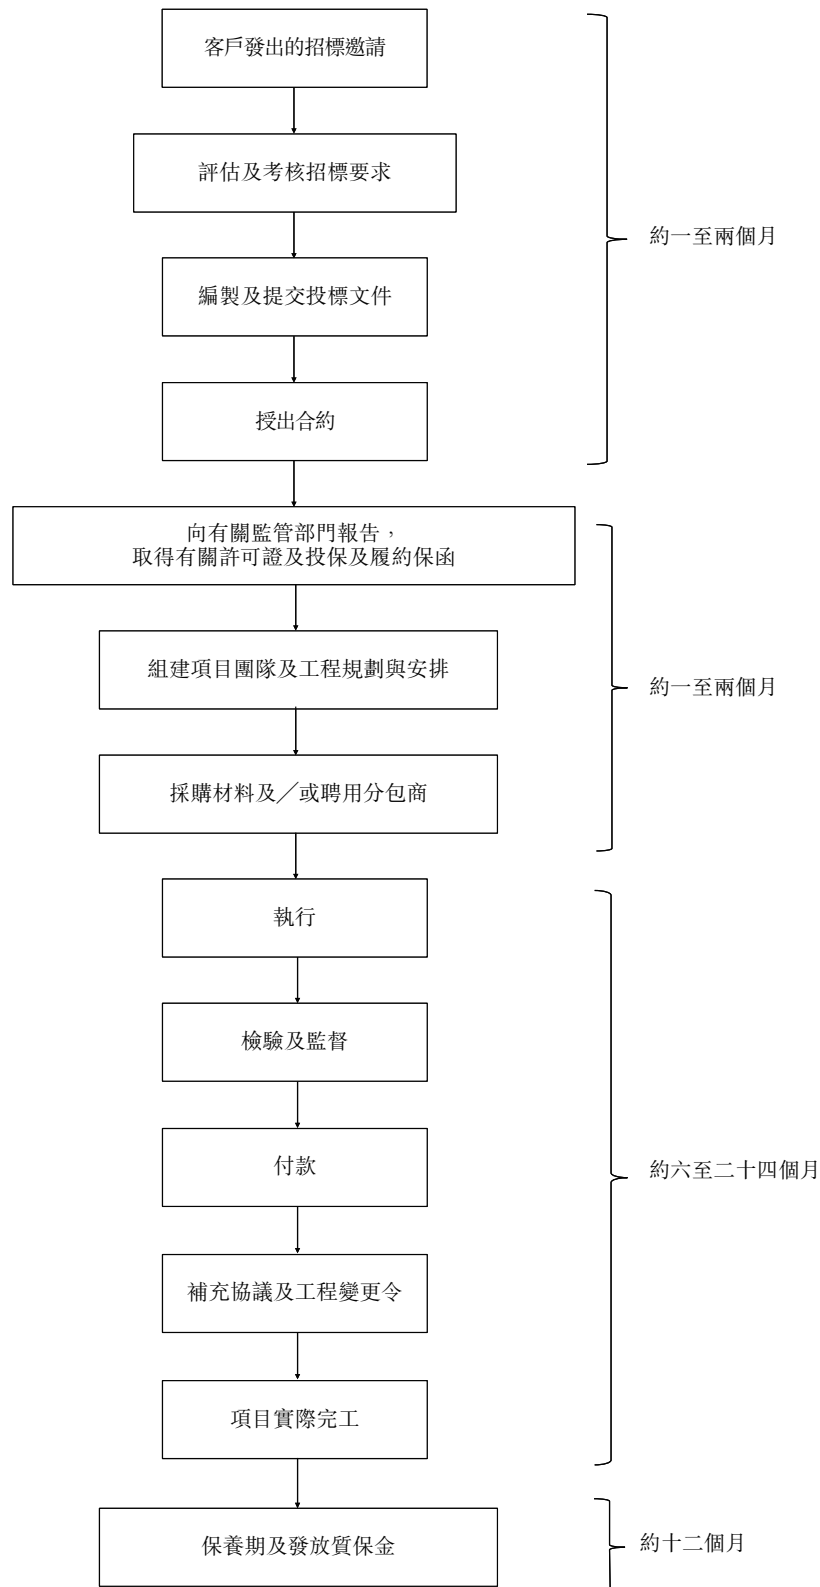 客戶發出的招標邀請
評估及考核招標要求
約一至兩個月
編製及提交投標文件
授出合約
向有關監管部門報告，
取得有關許可證及投保及履約保函
組建項目團隊及工程規劃與安排
約一至兩個月
採購材料及╱或聘用分包商
執行
檢驗及監督
付款
約六至二十四個月
補充協議及工程變更令
項目實際完工
保養期及發放質保金
約十二個月